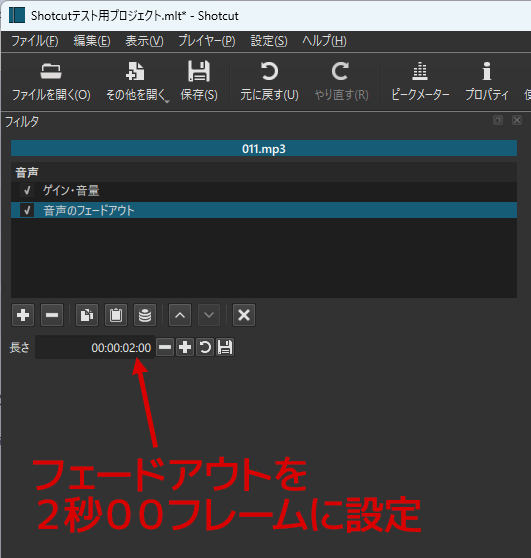 Shotcutテスト用プロジェクト.mlt* - Shotcut
ファイル(F) 編集(E) 表示(V) プレイヤー(P) 設定(S) ヘルプ(H)
ファイルを開く(O) その他を開く 保存(S) 元に戻す(U) やり直す(R) ピークメーター プロパティ
フィルタ
011.mp3
音声
ゲイン・音量
音声のフェードアウト
長さ 00:00:02:00
フェードアウトを
２秒００フレームに設定